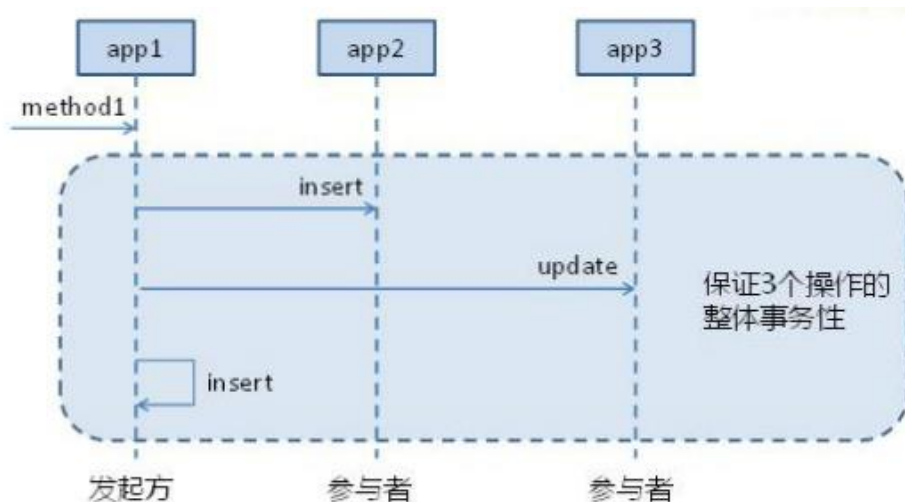 app1
app2
app3
method1
insert
update
保证3个操作的
整体事务性
insert
发起方
参与者
参与者